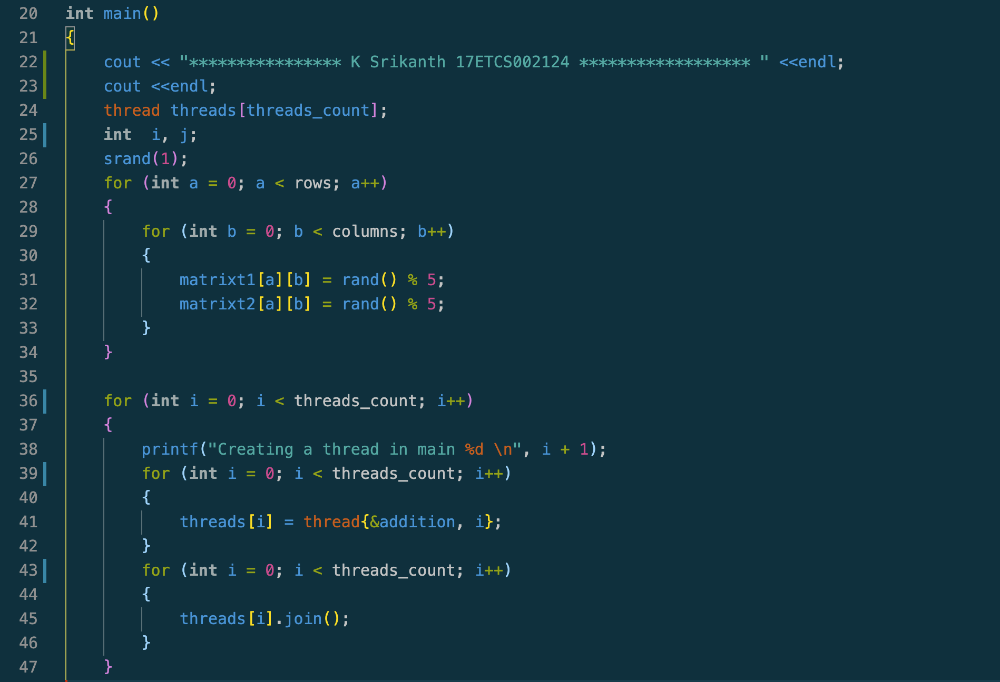 20 int main()
21 {
22     cout << "**************** K Srikanth 17ETCS002124 ****************** " <<endl;
23     cout <<endl;
24     thread threads[threads_count];
25     int  i, j;
26     srand(1);
27     for (int a = 0; a < rows; a++)
28     {
29         for (int b = 0; b < columns; b++)
30         {
31             matrixt1[a][b] = rand() % 5;
32             matrixt2[a][b] = rand() % 5;
33         }
34     }
35
36     for (int i = 0; i < threads_count; i++)
37     {
38         printf("Creating a thread in main %d \n", i + 1);
39         for (int i = 0; i < threads_count; i++)
40         {
41             threads[i] = thread{&addition, i};
42         }
43         for (int i = 0; i < threads_count; i++)
44         {
45             threads[i].join();
46         }
47     }